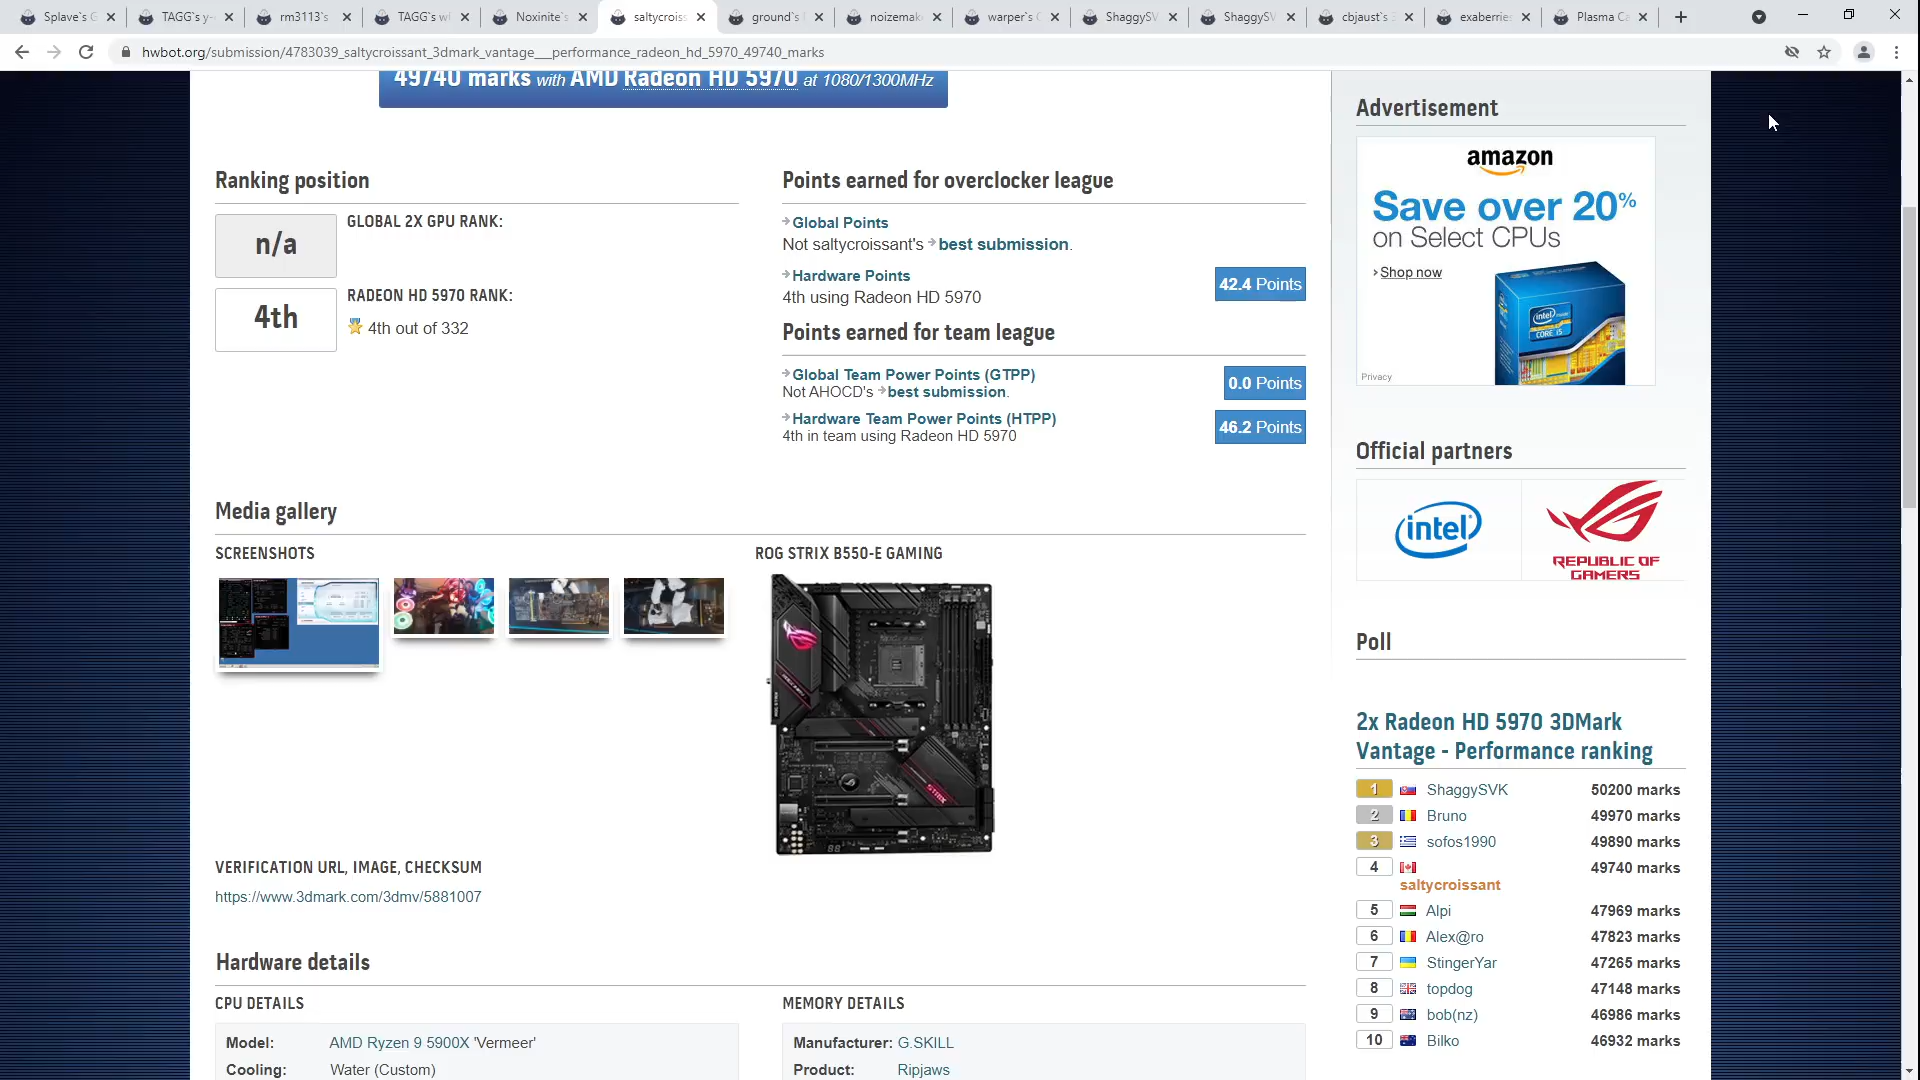 Splave`s G
TAGG`s y-
rm3113`s
TAGG`s wi
Noxinite`s
saltycroiss
ground`s
noizemak
warper`s
ShaggySV
ShaggySV
cbjaust`s
exaberrie
Plasma Ca
hwbot.org/submission/4783039_saltycroissant_3dmark_vantage___performance_radeon_hd_5970_49740_marks
49740 marks with AMD Radeon HD 5970 at 1080/1300MHz
Ranking position
n/a
GLOBAL 2X GPU RANK:
4th
RADEON HD 5970 RANK:
4th out of 332
Points earned for overclocker league
Global Points
Not saltycroissant's best submission.
Hardware Points
4th using Radeon HD 5970
42.4 Points
Points earned for team league
Global Team Power Points (GTPP)
Not AHOCD's best submission.
0.0 Points
Hardware Team Power Points (HTPP)
4th in team using Radeon HD 5970
46.2 Points
Media gallery
SCREENSHOTS
ROG STRIX B550-E GAMING
STRIX
VERIFICATION URL, IMAGE, CHECKSUM
https://www.3dmark.com/3dmv/5881007
Hardware details
CPU DETAILS
Model: AMD Ryzen 9 5900X 'Vermeer'
Cooling: Water (Custom)
MEMORY DETAILS
Manufacturer: G.SKILL
Product: Ripjaws
Advertisement
amazon
Save over 20%
on Select CPUs
Shop now
intel
CORE i5
Privacy
Official partners
intel
REPUBLIC OF
GAMERS
Poll
2x Radeon HD 5970 3DMark
Vantage - Performance ranking
1 ShaggySVK 50200 marks
2 Bruno 49970 marks
3 sofos1990 49890 marks
4 49740 marks
saltycroissant
5 Alpi 47969 marks
6 Alex@ro 47823 marks
7 StingerYar 47265 marks
8 topdog 47148 marks
9 bob(nz) 46986 marks
10 Bilko 46932 marks